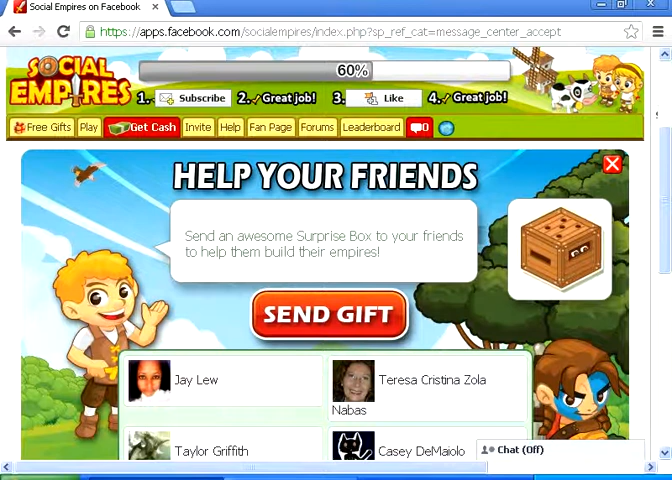 Social Empires on Facebook
https://apps.facebook.com/socialempires/index.php?sp_ref_cat=message_center_accept
SOCIAL EMPIRES
60%
1. Subscribe 2. Great job! 3. Like 4. Great job!
Free Gifts Play Get Cash Invite Help Fan Page Forums Leaderboard 0
HELP YOUR FRIENDS
Send an awesome Surprise Box to your friends
to help them build their empires!
SEND GIFT
Jay Lew
Teresa Cristina Zola
Nabas
Taylor Griffith
Casey DeMaiolo
Chat (Off)